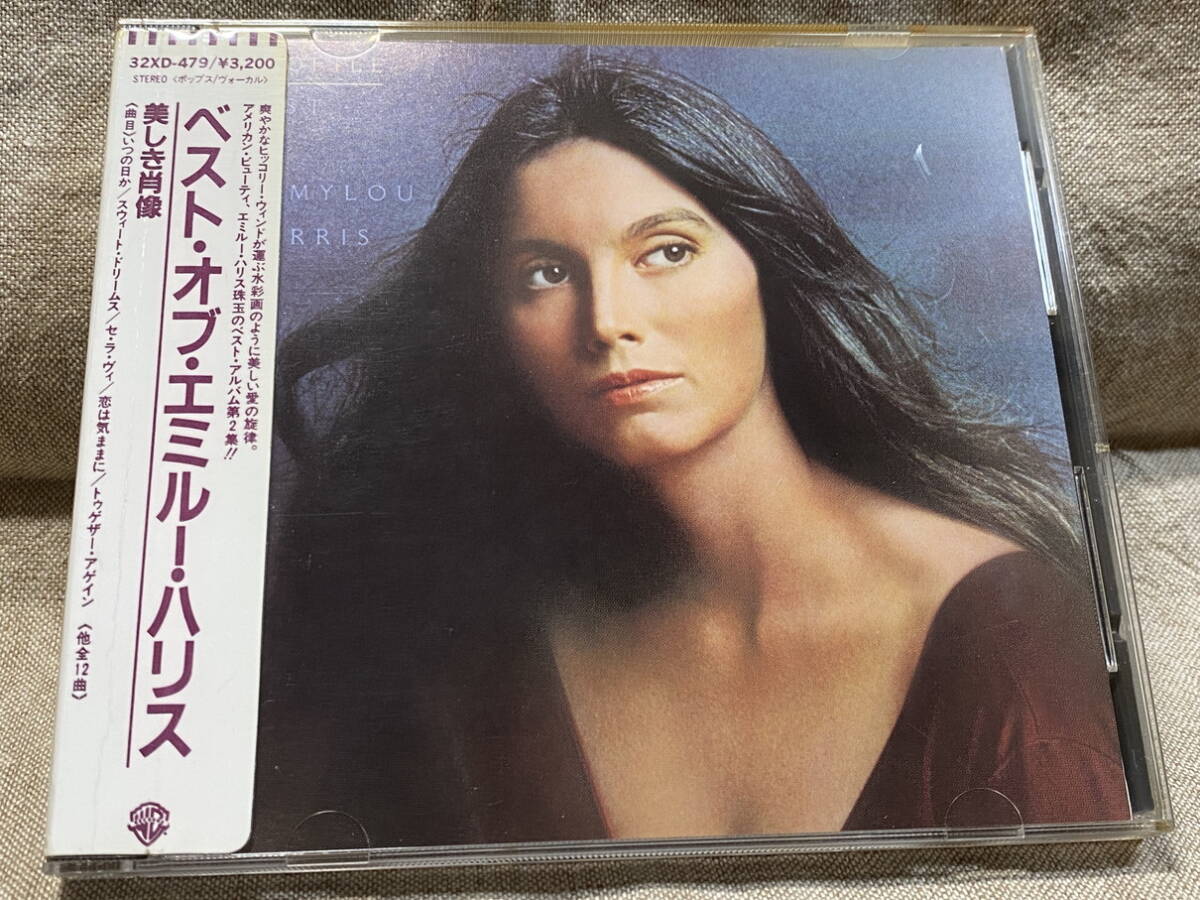 32XD-479/¥3,200
STEREO〈ポップス/ヴォーカル〉
爽やかなヒッコリー・ウィンドが運ぶ水彩画のように美しい愛の旋律。
アメリカン・ビューティ、エミルー・ハリス珠玉のベスト・アルバム第2集!!
ベスト・オブ・エミルー・ハリス
美しき肖像
〈曲目〉いつの日か/スウィート・ドリームス/セ・ラ・ヴィ/恋は気ままに/トゥゲザー・アゲイン 〈他全12曲〉
MYLOU
RRIS